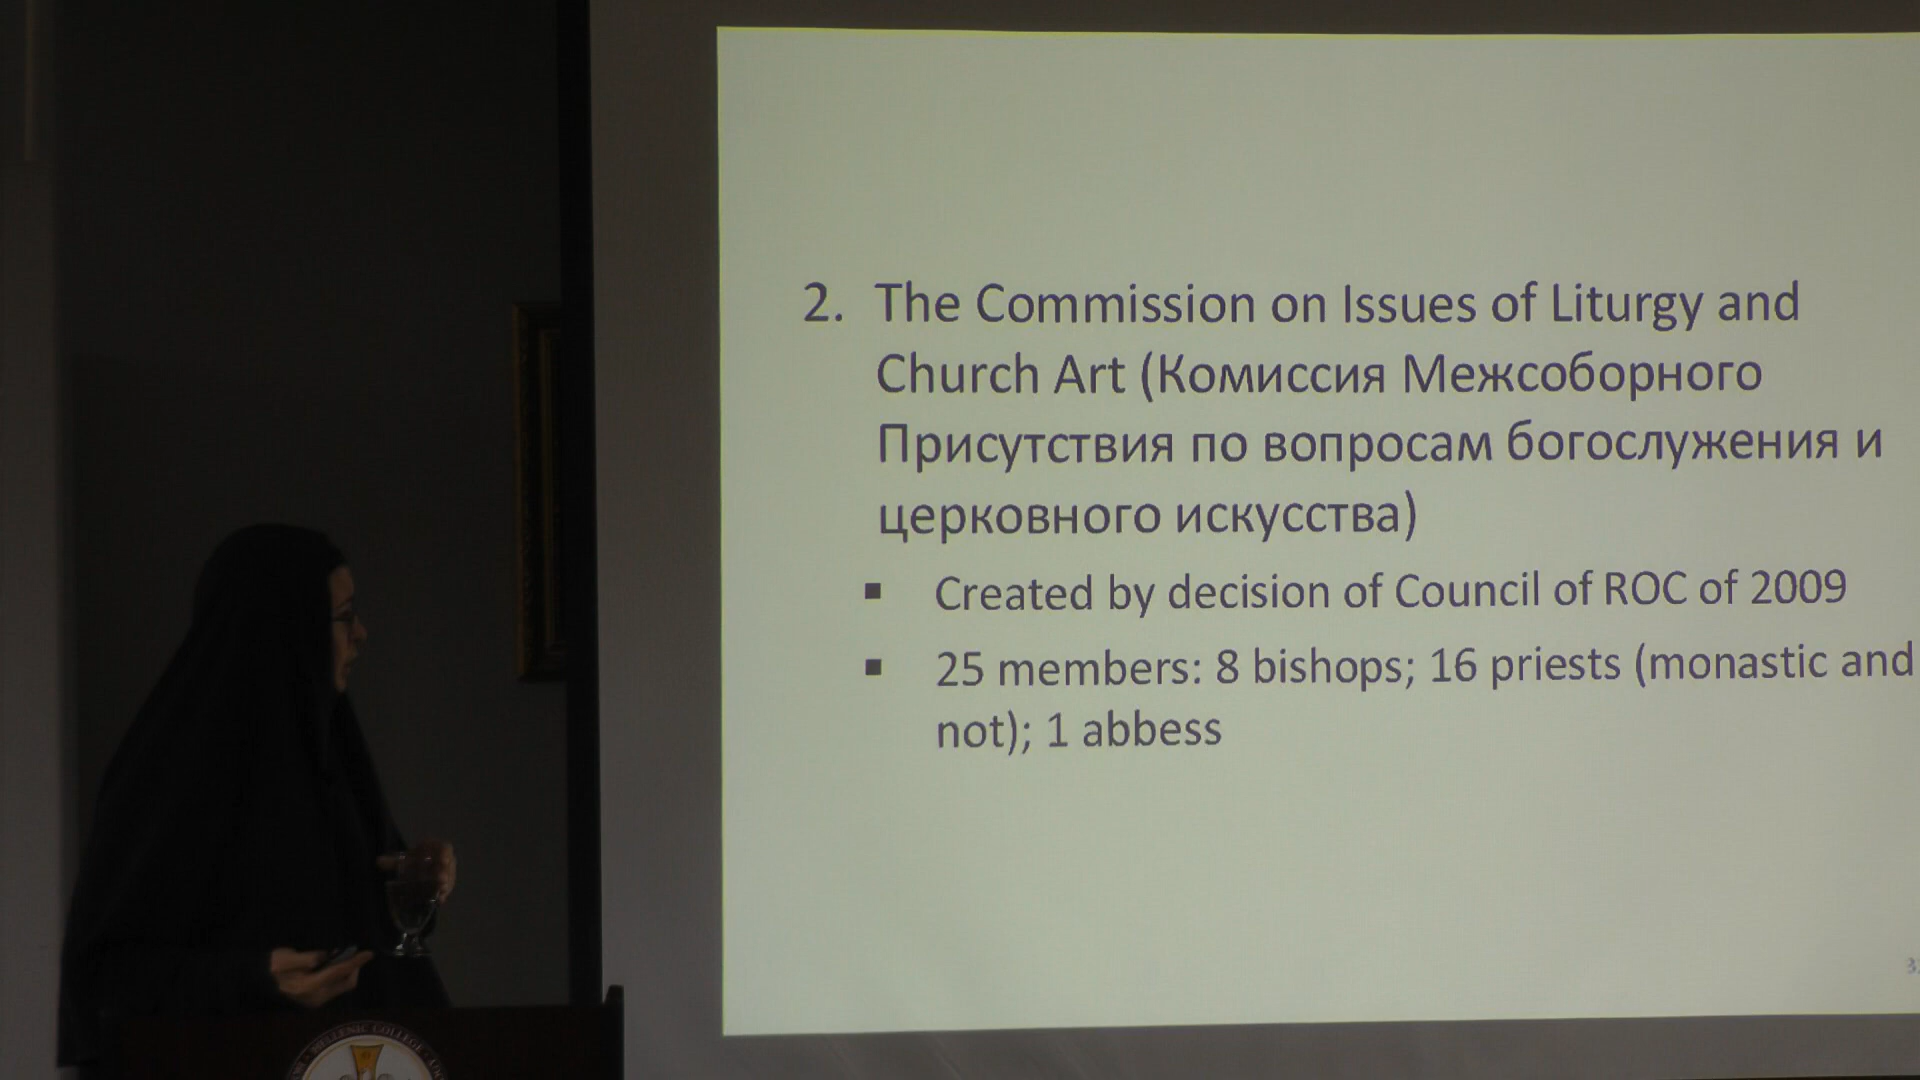 2. The Commission on Issues of Liturgy and
Church Art (Комиссия Межсоборного
Присутствия по вопросам богослужения и
церковного искусства)
▪ Created by decision of Council of ROC of 2009
▪ 25 members: 8 bishops; 16 priests (monastic and
not); 1 abbess
HELLENIC COLLEGE